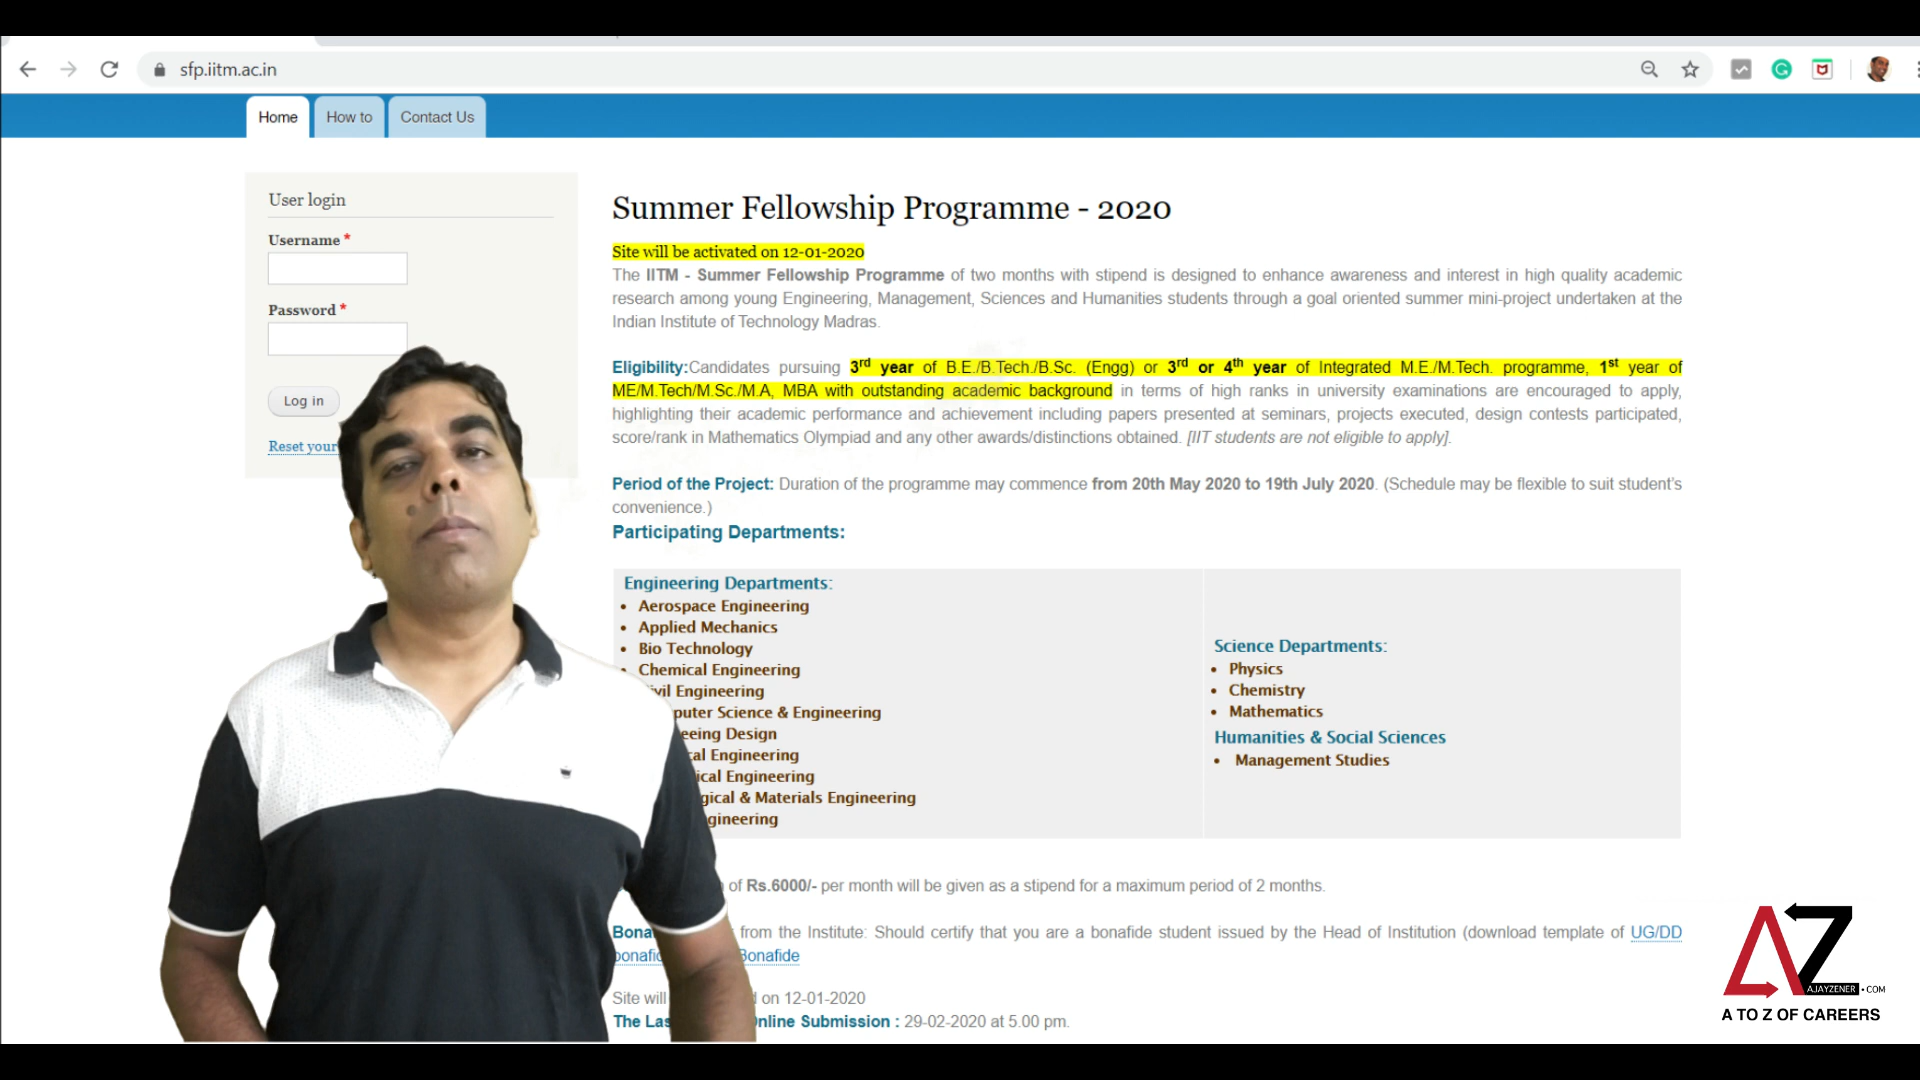 sfp.iitm.ac.in
Home How to Contact Us
User login
Username *
Password *
Log in
Reset your
Summer Fellowship Programme - 2020
Site will be activated on 12-01-2020
The IITM - Summer Fellowship Programme of two months with stipend is designed to enhance awareness and interest in high quality academic
research among young Engineering, Management, Sciences and Humanities students through a goal oriented summer mini-project undertaken at the
Indian Institute of Technology Madras.
Eligibility:Candidates pursuing 3rd year of B.E./B.Tech./B.Sc. (Engg) or 3rd or 4th year of Integrated M.E./M.Tech. programme, 1st year of
ME/M.Tech/M.Sc./M.A, MBA with outstanding academic background in terms of high ranks in university examinations are encouraged to apply,
highlighting their academic performance and achievement including papers presented at seminars, projects executed, design contests participated,
score/rank in Mathematics Olympiad and any other awards/distinctions obtained. [IIT students are not eligible to apply].
Period of the Project: Duration of the programme may commence from 20th May 2020 to 19th July 2020. (Schedule may be flexible to suit student's
convenience.)
Participating Departments:
Engineering Departments:
• Aerospace Engineering
• Applied Mechanics
• Bio Technology
• Chemical Engineering
Engineering
Science & Engineering
Design
Engineering
Engineering
& Materials Engineering
Science Departments:
• Physics
• Chemistry
• Mathematics
Humanities & Social Sciences
• Management Studies
of Rs.6000/- per month will be given as a stipend for a maximum period of 2 months.
from the Institute: Should certify that you are a bonafide student issued by the Head of Institution (download template of UG/DD
Bonafide
Site will on 12-01-2020
The Submission : 29-02-2020 at 5.00 pm.
AZ
AJAYZENER.COM
A TO Z OF CAREERS